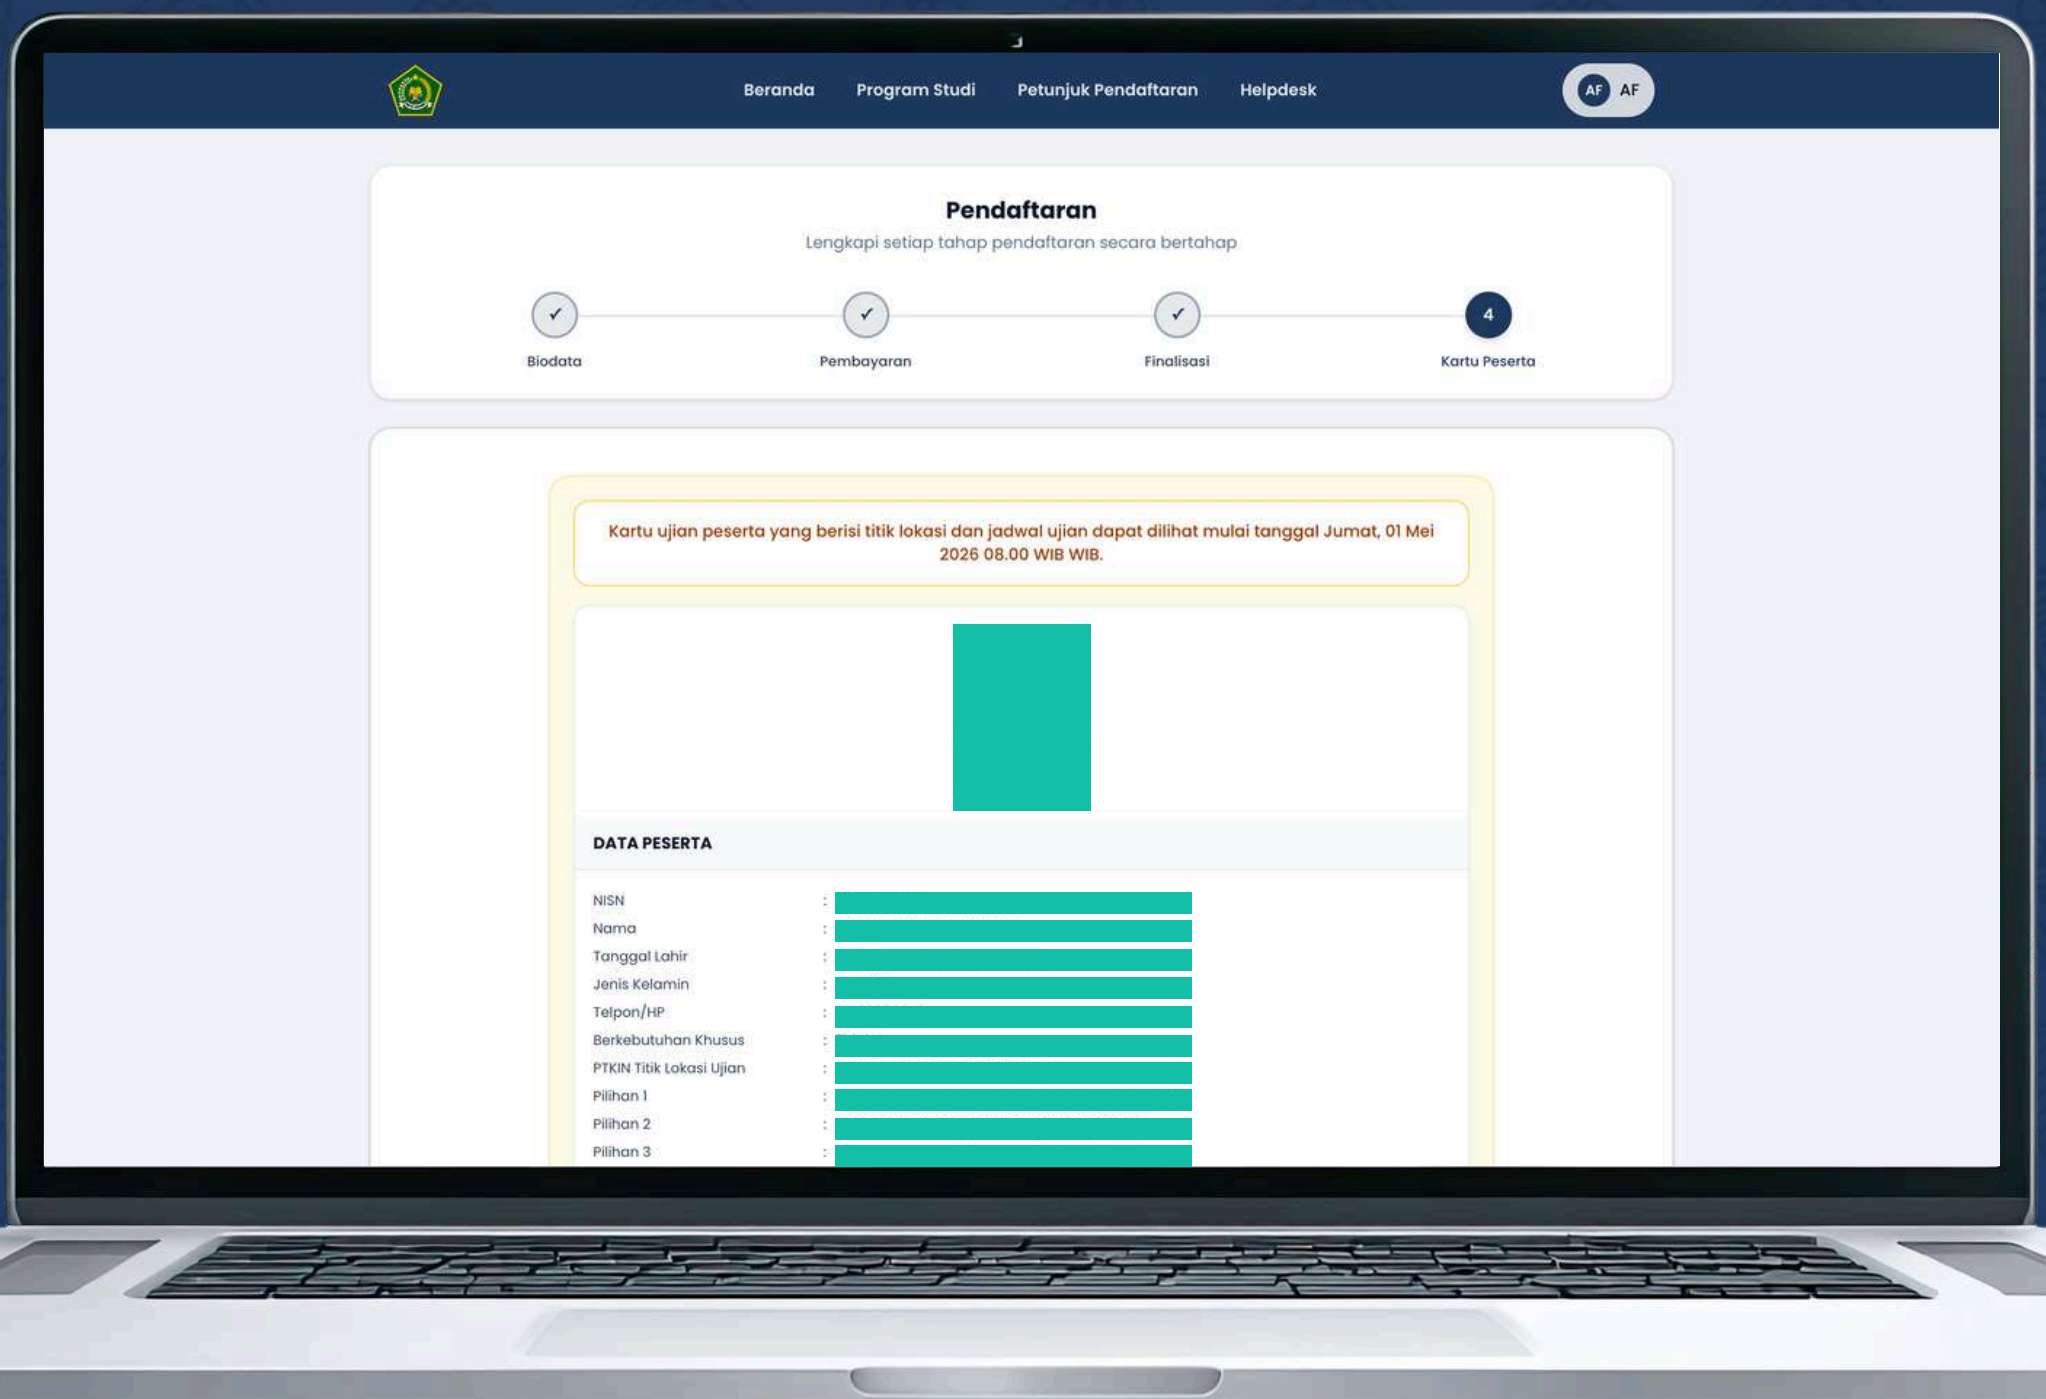 Beranda Program Studi Petunjuk Pendaftaran Helpdesk AF AF
Pendaftaran
Lengkapi setiap tahap pendaftaran secara bertahap
✓ ✓ ✓ 4
Biodata Pembayaran Finalisasi Kartu Peserta
Kartu ujian peserta yang berisi titik lokasi dan jadwal ujian dapat dilihat mulai tanggal Jumat, 01 Mei
2026 08.00 WIB WIB.
DATA PESERTA
NISN :
Nama :
Tanggal Lahir :
Jenis Kelamin :
Telpon/HP :
Berkebutuhan Khusus :
PTKIN Titik Lokasi Ujian :
Pilihan 1 :
Pilihan 2 :
Pilihan 3 :